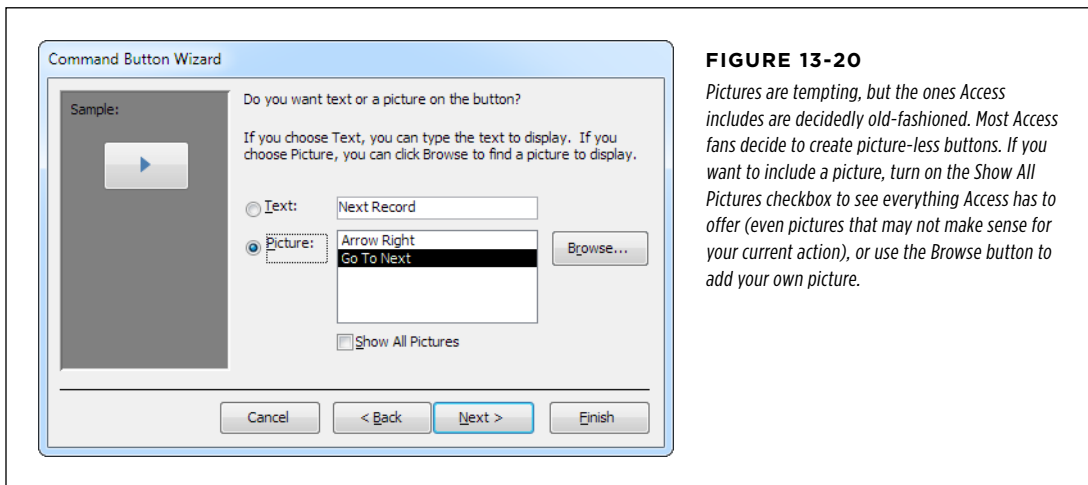 Command Button Wizard
Sample:
Do you want text or a picture on the button?
If you choose Text, you can type the text to display. If you
choose Picture, you can click Browse to find a picture to display.
Text:
Next Record
Picture:
Arrow Right
Go To Next
Browse...
Show All Pictures
Cancel
< Back
Next >
Finish
FIGURE 13-20
Pictures are tempting, but the ones Access
includes are decidedly old-fashioned. Most Access
fans decide to create picture-less buttons. If you
want to include a picture, turn on the Show All
Pictures checkbox to see everything Access has to
offer (even pictures that may not make sense for
your current action), or use the Browse button to
add your own picture.